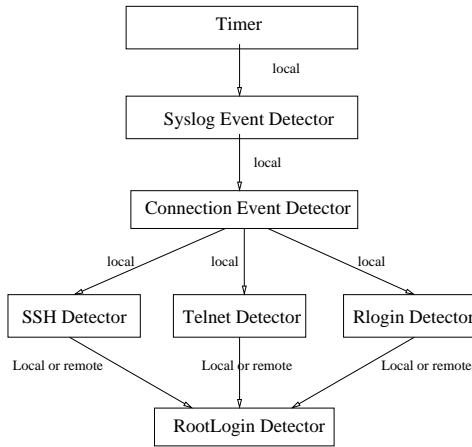 Timer
local
Syslog Event Detector
local
Connection Event Detector
local
local
local
SSH Detector
Telnet Detector
Rlogin Detector
Local or remote
Local or remote
Local or remote
RootLogin Detector